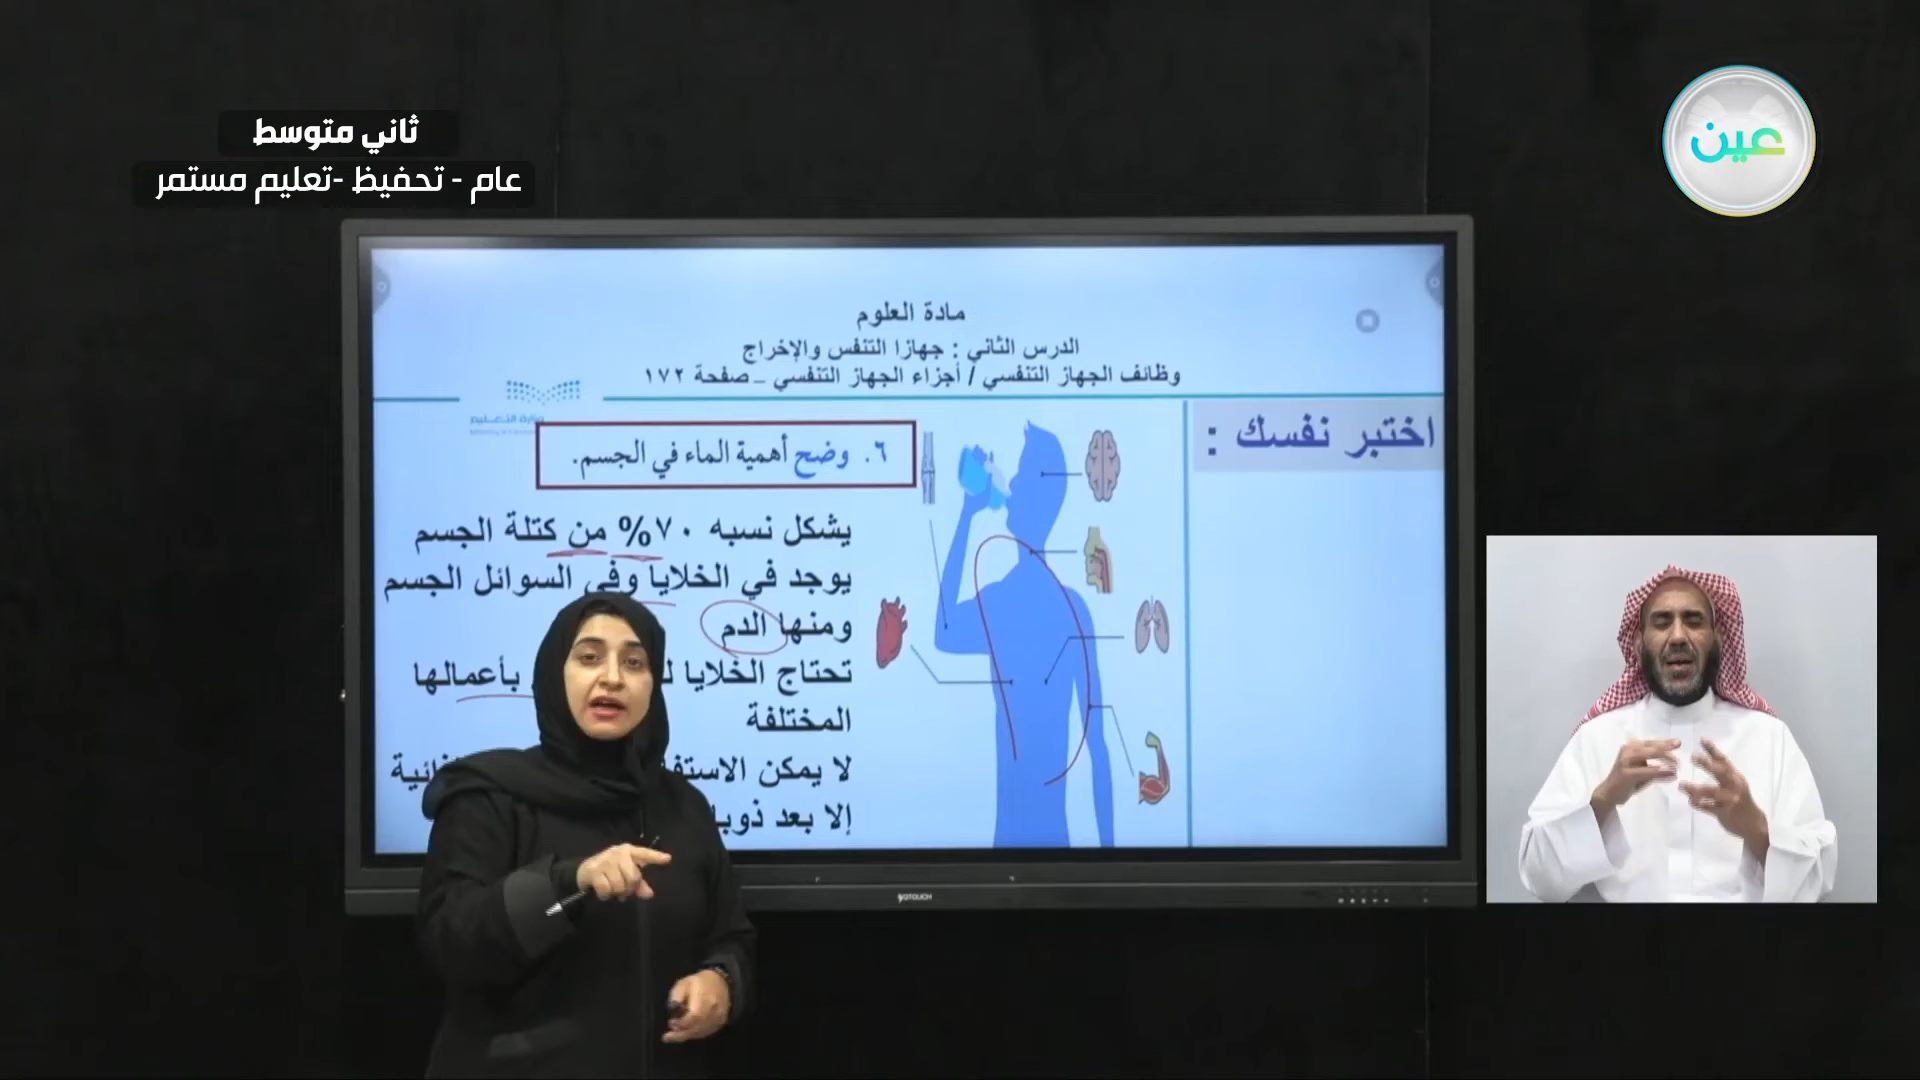 ثاني متوسط
عام - تحفيظ -تعليم مستمر
عين
مادة العلوم
الدرس الثاني : جهازا التنفس والإخراج
وظائف الجهاز التنفسي / أجزاء الجهاز التنفسي – صفحة ١٧٢
وزارة التعليم
اختبر نفسك :
٦. وضح أهمية الماء في الجسم.
يشكل نسبه ٧٠% من كتلة الجسم
يوجد في الخلايا وفي السوائل الجسم
ومنها الدم
تحتاج الخلايا بأعمالها
المختلفة
لا يمكن
إلا بعد